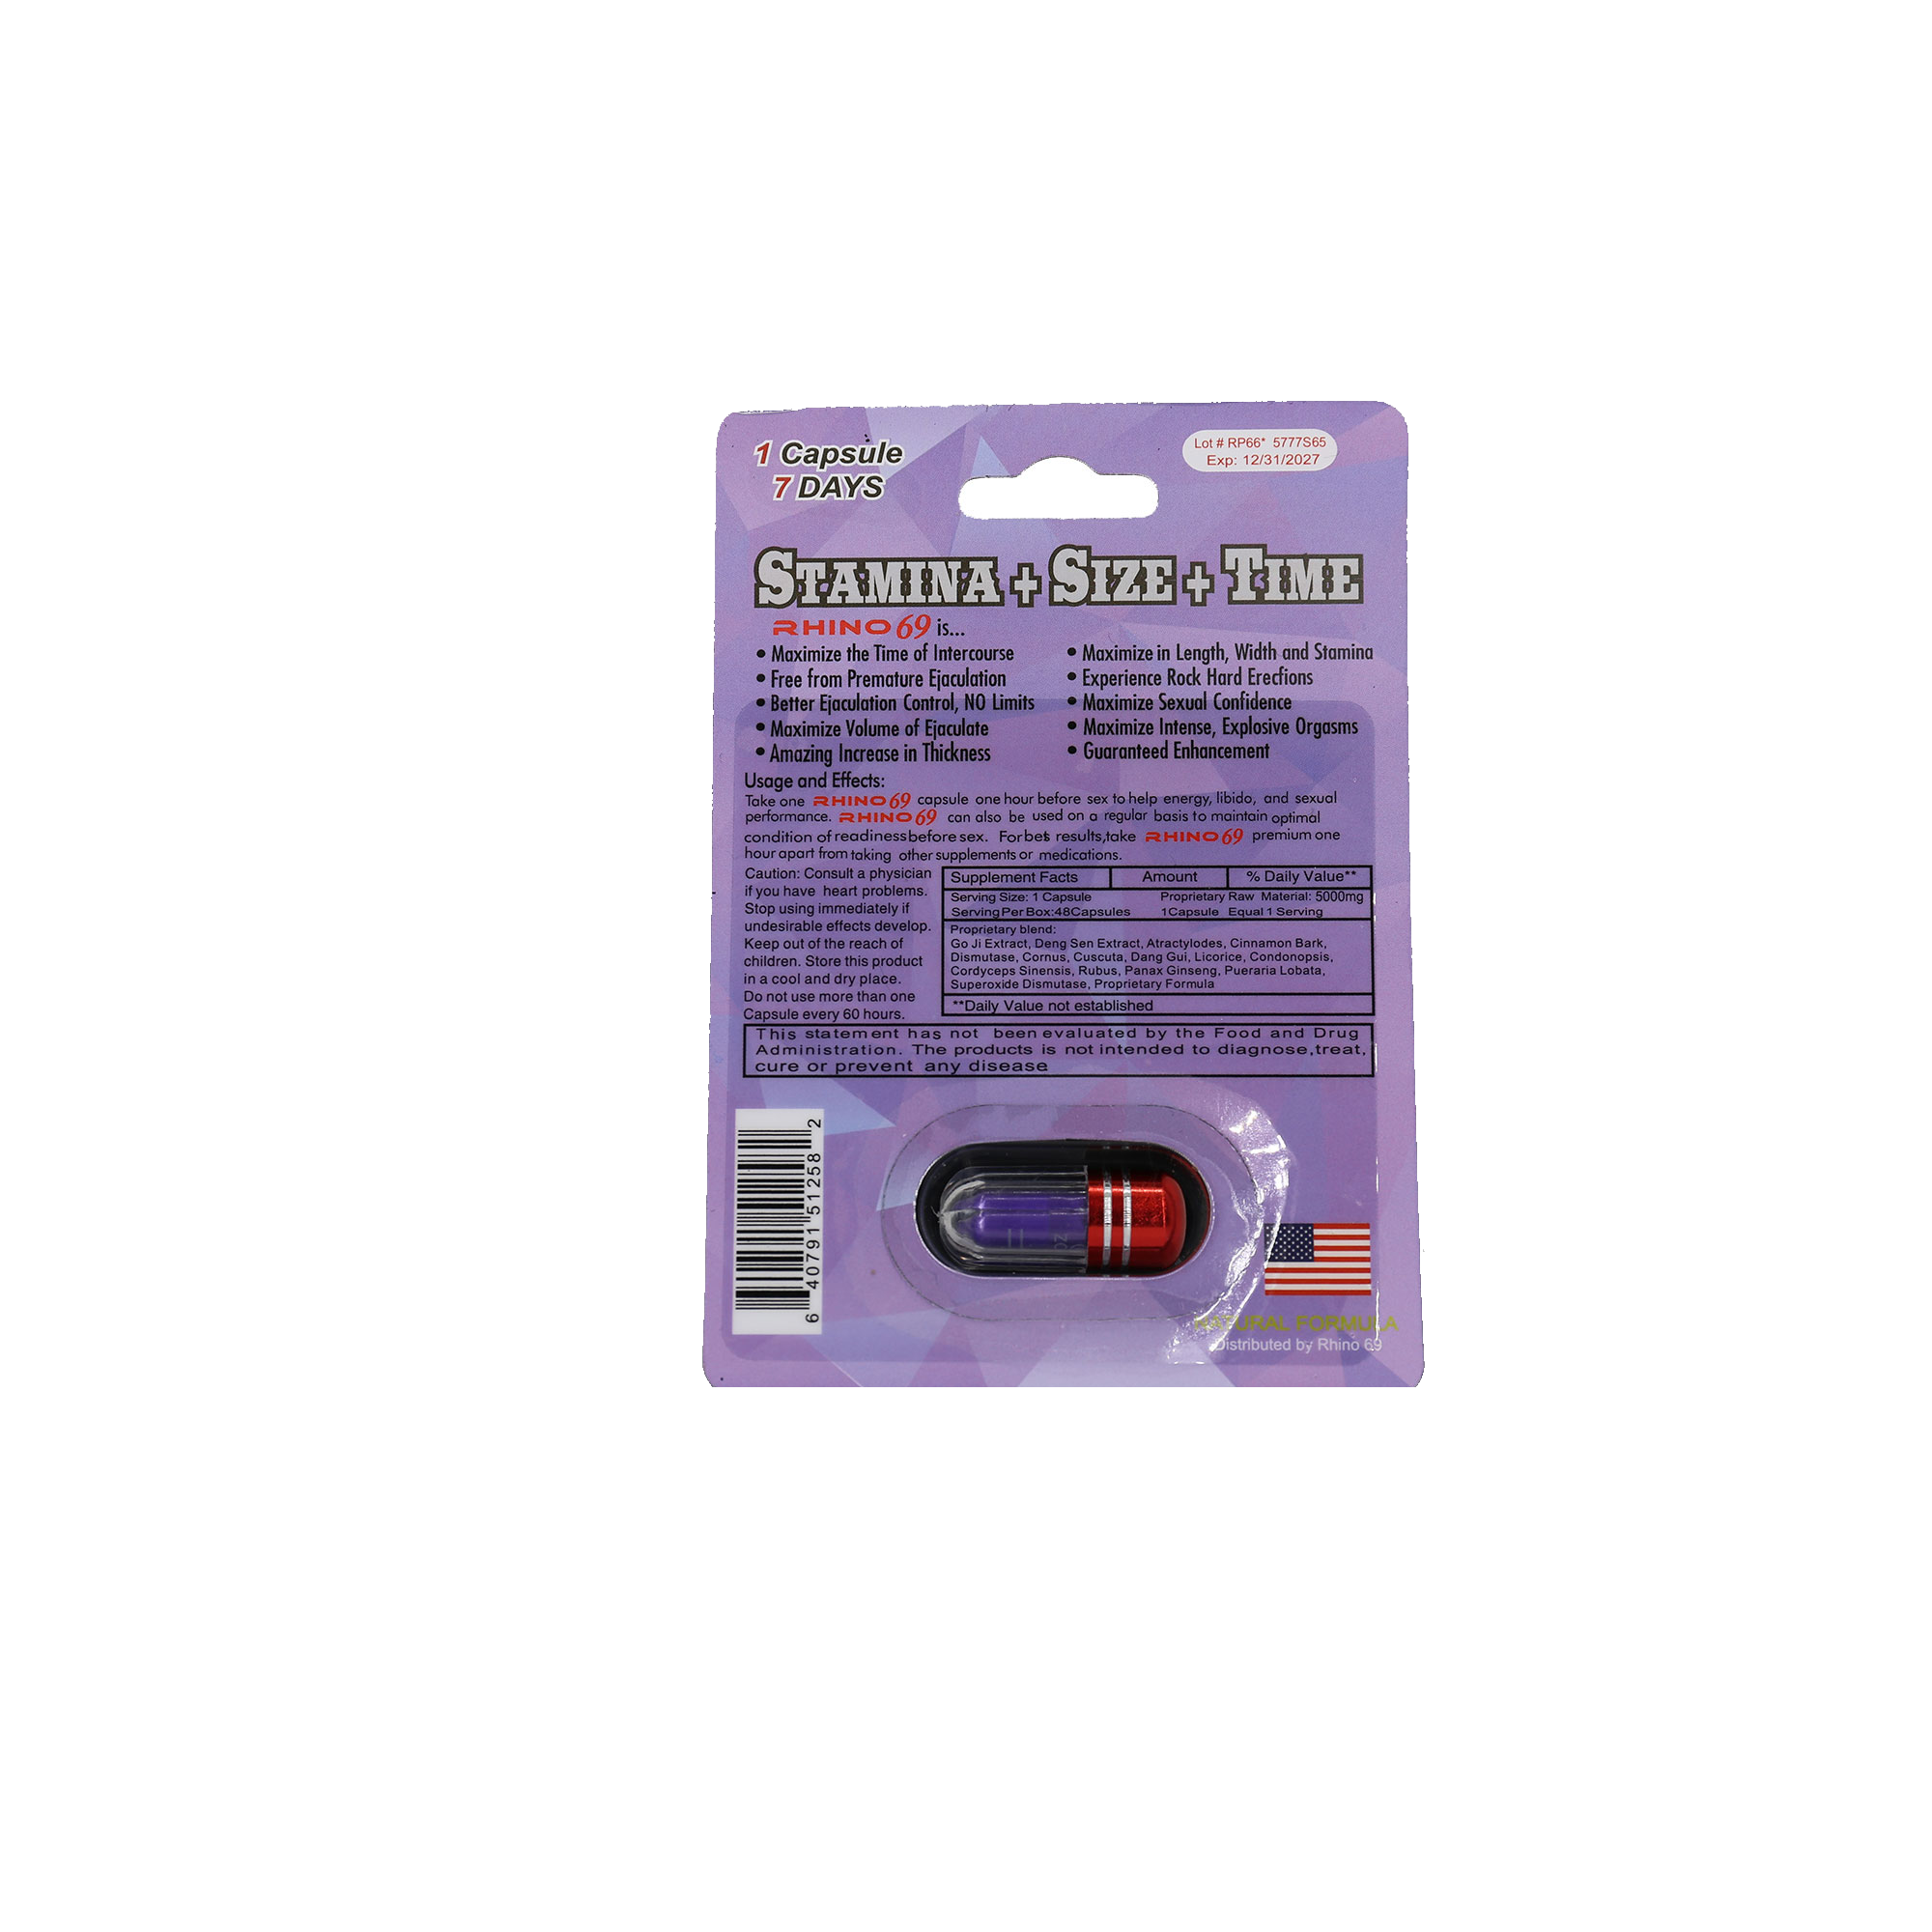 1 Capsule
7 DAYS
Lot # RP66* 5777S65
Exp: 12/31/2027
STAMINA + SIZE + TIME
RHINO 69 is...
• Maximize the Time of Intercourse
• Free from Premature Ejaculation
• Better Ejaculation Control, NO Limits
• Maximize Volume of Ejaculate
• Amazing Increase in Thickness
• Maximize in Length, Width and Stamina
• Experience Rock Hard Erecfions
• Maximize Sexual Confidence
• Maximize Intense, Explosive Orgasms
• Guaranteed Enhancement
Usage and Effects:
Take one RHINO 69 capsule one hour before sex to help energy, libido, and sexual
performance. RHINO 69 can also be used on a regular basis to maintain optimal
condition of readiness before sex. For bets results,take RHINO 69 premium one
hour apart from taking other supplements or medications.
Caution: Consult a physician
if you have heart problems.
Stop using immediately if
undesirable effects develop.
Keep out of the reach of
children. Store this product
in a cool and dry place.
Do not use more than one
Capsule every 60 hours.
Supplement Facts Amount % Daily Value**
Serving Size: 1 Capsule Proprietary Raw Material: 5000mg
Serving Per Box:48Capsules 1Capsule Equal 1 Serving
Proprietary blend:
Go Ji Extract, Deng Sen Extract, Atractylodes, Cinnamon Bark,
Dismutase, Cornus, Cuscuta, Dang Gui, Licorice, Condonopsis,
Cordyceps Sinensis, Rubus, Panax Ginseng, Pueraria Lobata,
Superoxide Dismutase, Proprietary Formula
**Daily Value not established
This statement has not been evaluated by the Food and Drug
Administration. The products is not intended to diagnose,treat,
cure or prevent any disease
6 40791 51258 2
NATURAL FORMULA
Distributed by Rhino 69